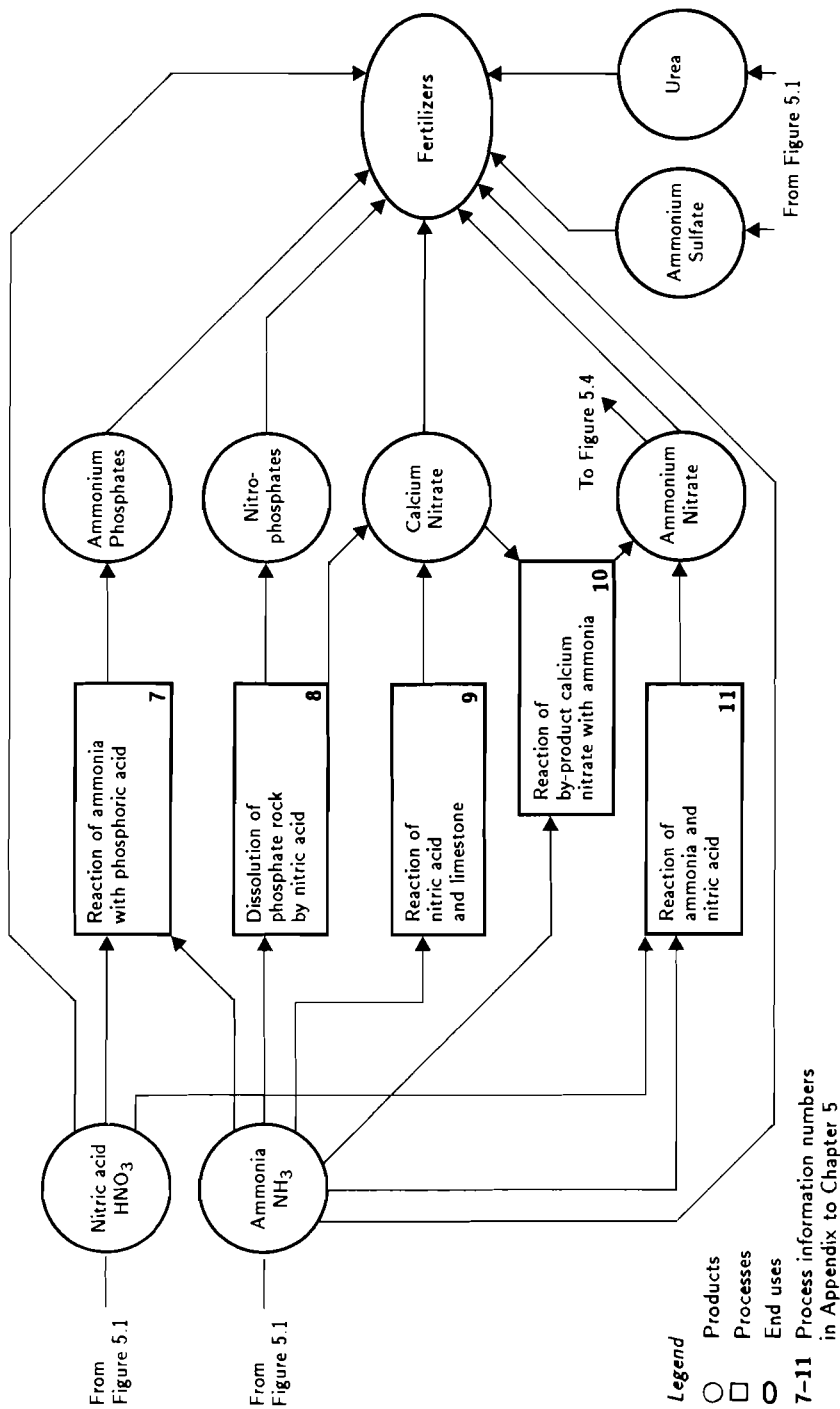 From
Figure 5.1
Nitric acid
HNO3
From
Figure 5.1
Ammonia
NH3
Reaction of ammonia
with phosphoric acid
7
Dissolution of
phosphate rock
by nitric acid
8
Reaction of
nitric acid
and limestone
9
Reaction of
by-product calcium
nitrate with ammonia
10
Reaction of
ammonia and
nitric acid
11
Ammonium
Phosphates
Nitro-
phosphates
Calcium
Nitrate
To Figure 5.4
Ammonium
Nitrate
Fertilizers
Ammonium
Sulfate
Urea
From Figure 5.1
Legend
Products
Processes
End uses
7–11 Process information numbers
in Appendix to Chapter 5